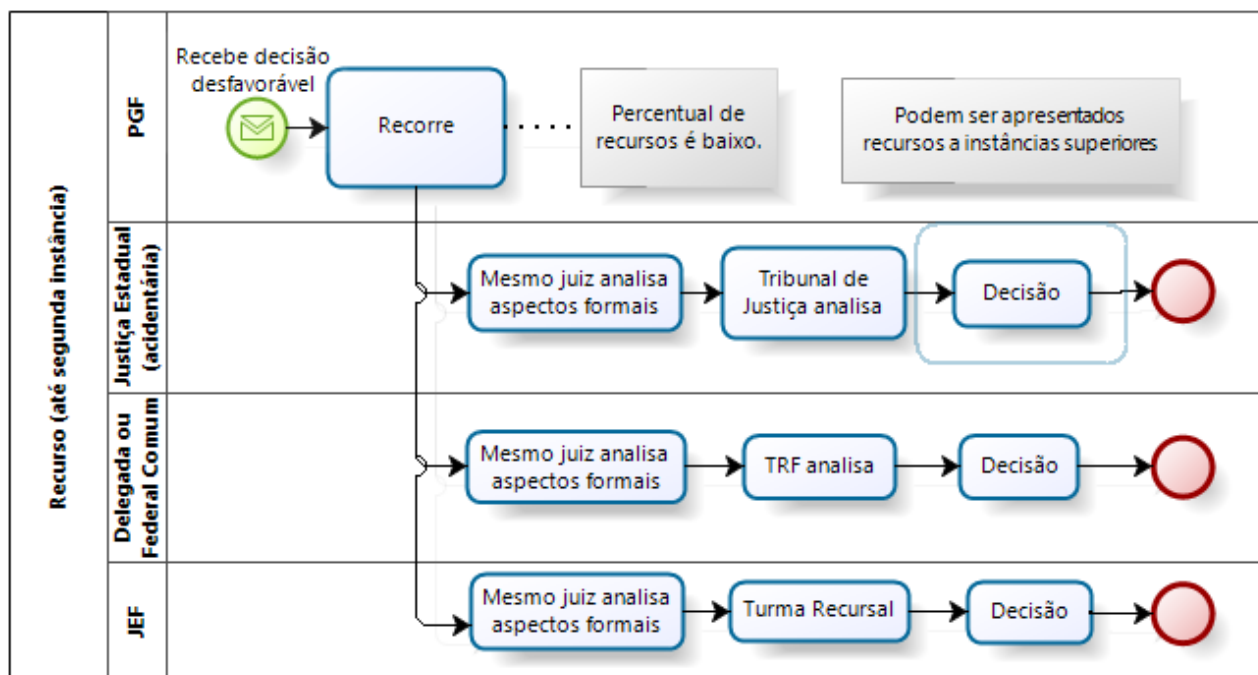 Recurso (até segunda instância)
PGF
Recebe decisão
desfavorável
Recorre
Percentual de
recursos é baixo.
Podem ser apresentados
recursos a instâncias superiores
Justiça Estadual
(acidentária)
Mesmo juiz analisa
aspectos formais
Tribunal de
Justiça analisa
Decisão
Delegada ou
Federal Comum
Mesmo juiz analisa
aspectos formais
TRF analisa
Decisão
JEF
Mesmo juiz analisa
aspectos formais
Turma Recursal
Decisão